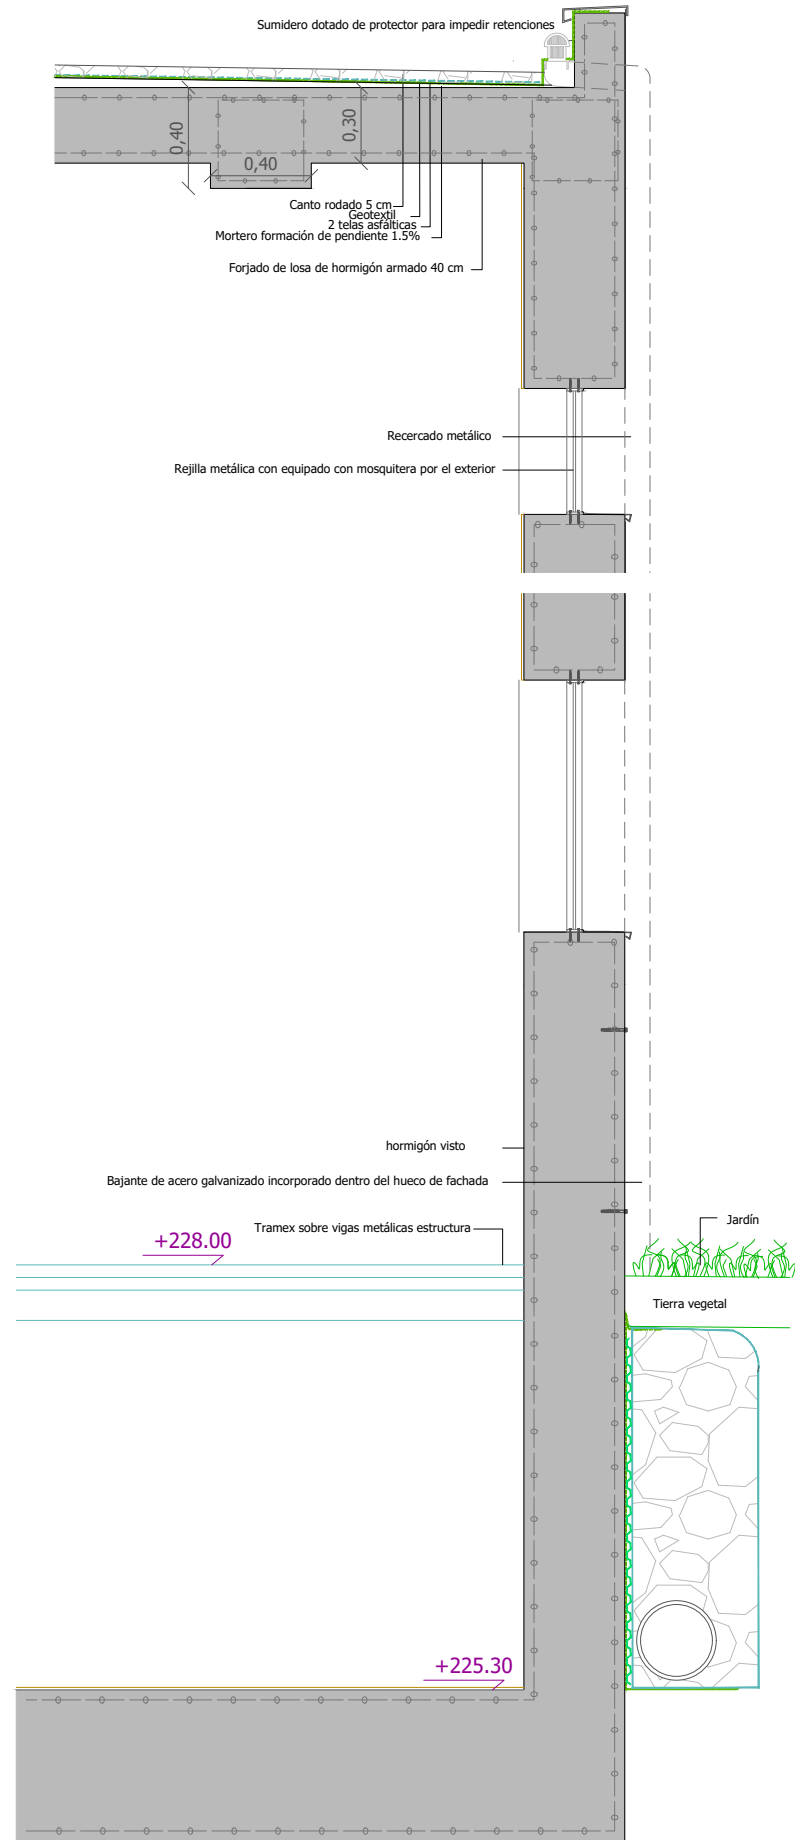 Sumidero dotado de protector para impedir retenciones
0,40
0,40
0,30
Canto rodado 5 cm
Geotextil
2 telas asfálticas
Mortero formación de pendiente 1.5%
Forjado de losa de hormigón armado 40 cm
Recercado metálico
Rejilla metálica con equipado con mosquitera por el exterior
hormigón visto
Bajante de acero galvanizado incorporado dentro del hueco de fachada
Tramex sobre vigas metálicas estructura
+228.00
Jardín
Tierra vegetal
+225.30